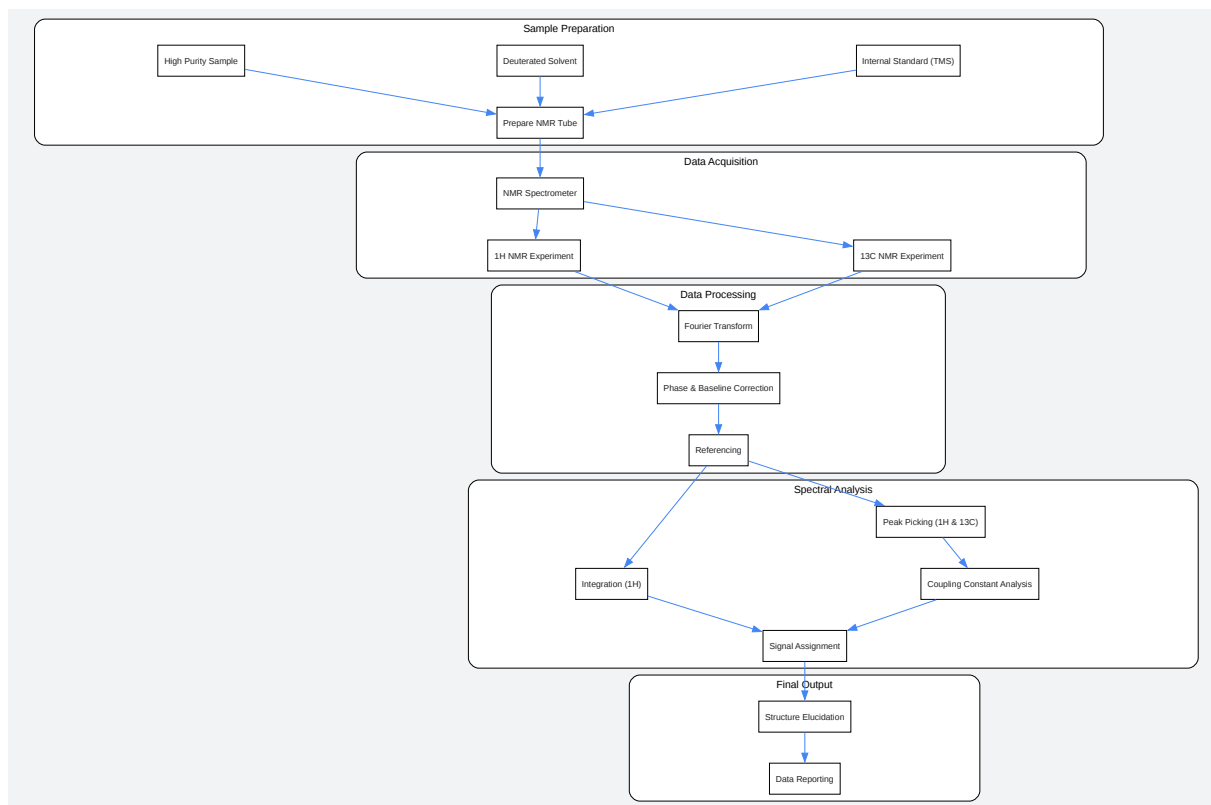 Sample Preparation
High Purity Sample
Deuterated Solvent
Internal Standard (TMS)
Prepare NMR Tube
Data Acquisition
NMR Spectrometer
1H NMR Experiment
13C NMR Experiment
Data Processing
Fourier Transform
Phase & Baseline Correction
Referencing
Spectral Analysis
Peak Picking (1H & 13C)
Integration (1H)
Coupling Constant Analysis
Signal Assignment
Final Output
Structure Elucidation
Data Reporting